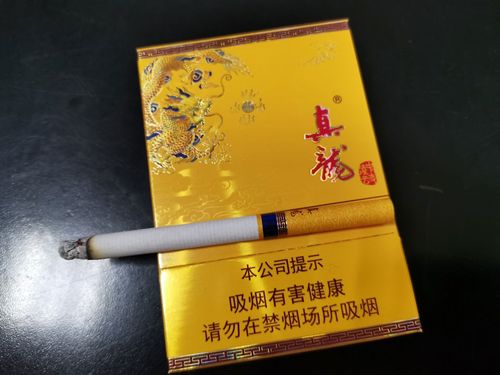 真龙
®
本公司提示
吸烟有害健康
请勿在禁烟场所吸烟